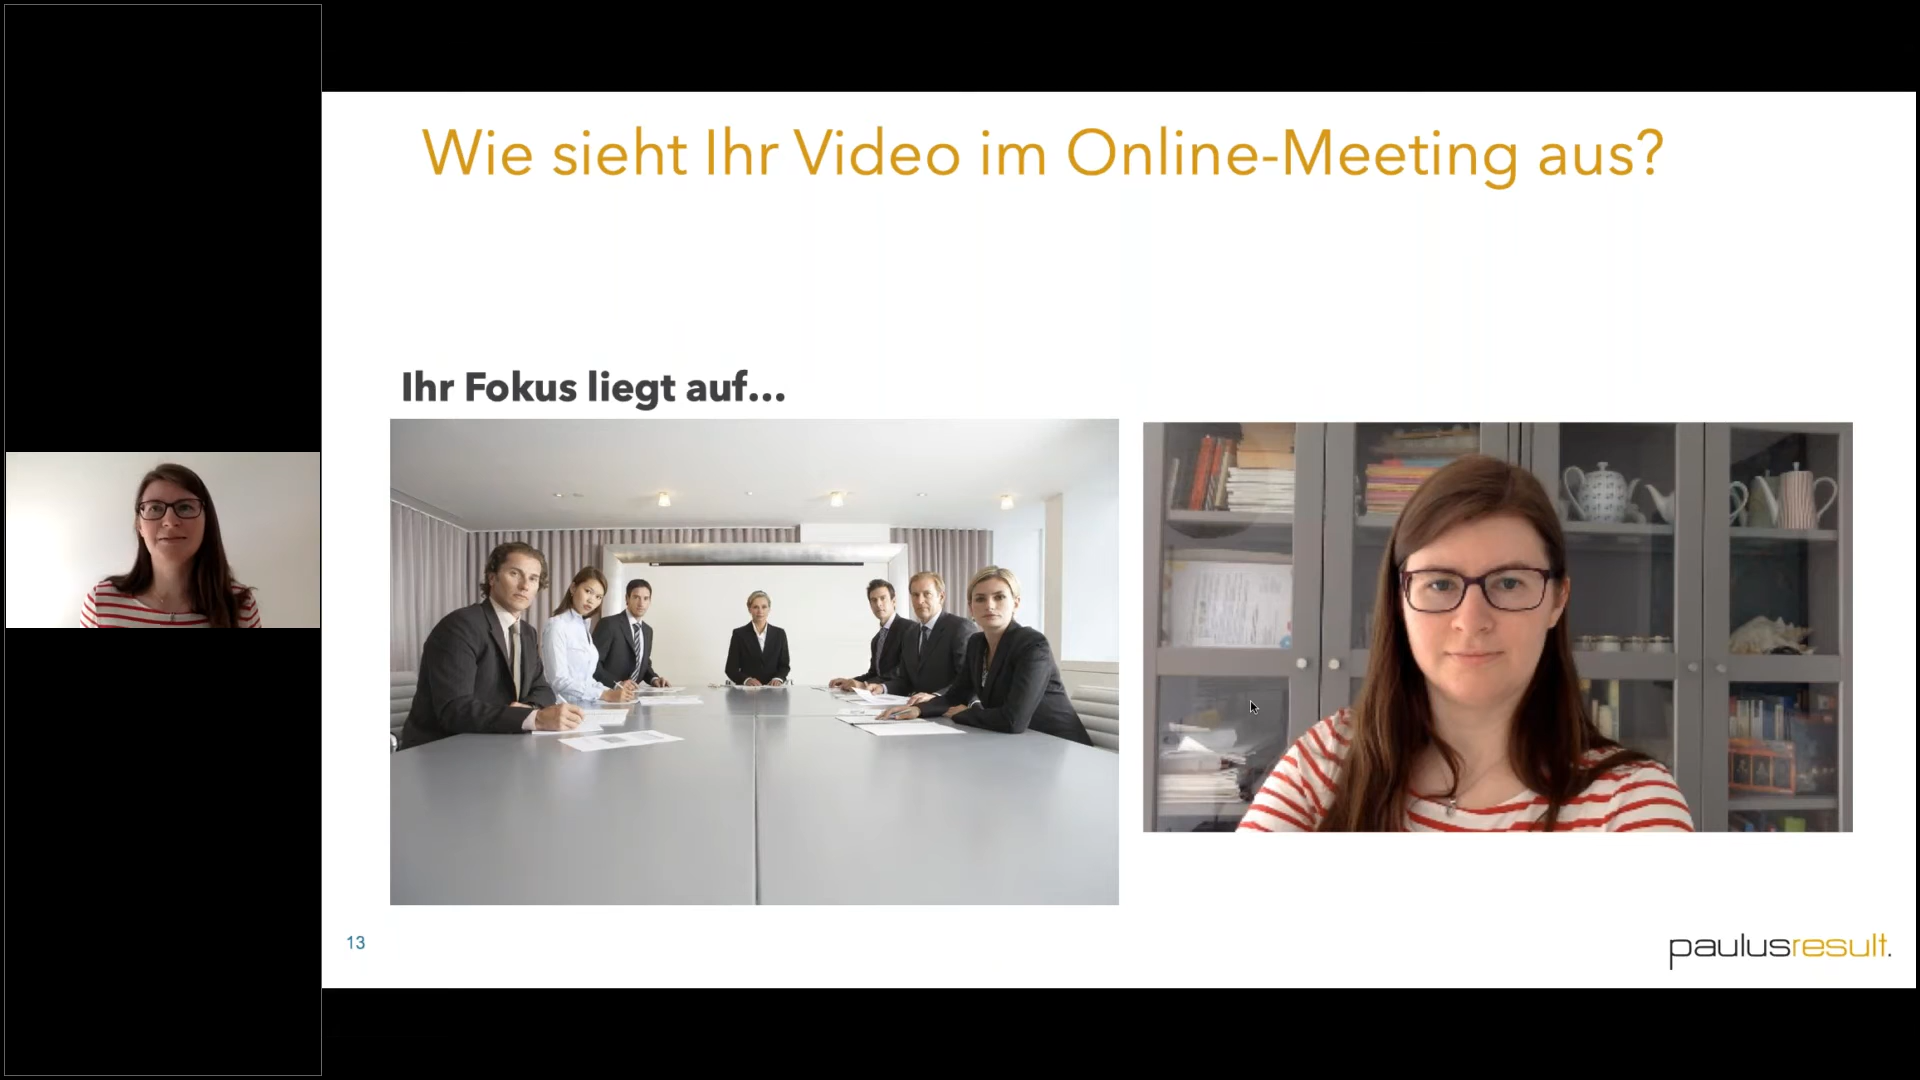 Wie sieht Ihr Video im Online-Meeting aus?
Ihr Fokus liegt auf...
13
paulusresult.